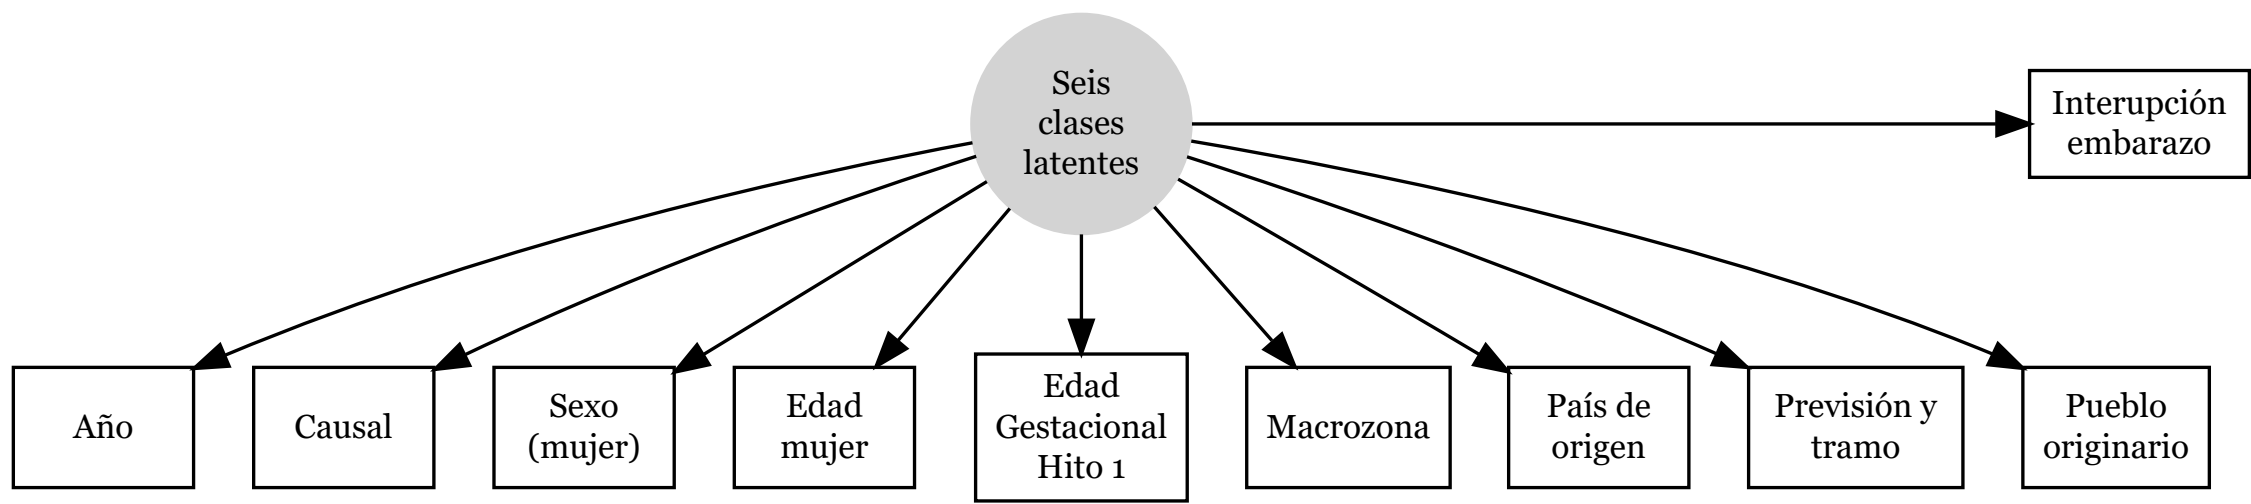 Seis
clases
latentes
Interupción
embarazo
Año
Causal
Sexo
(mujer)
Edad
mujer
Edad
Gestacional
Hito 1
Macrozona
País de
origen
Previsión y
tramo
Pueblo
originario